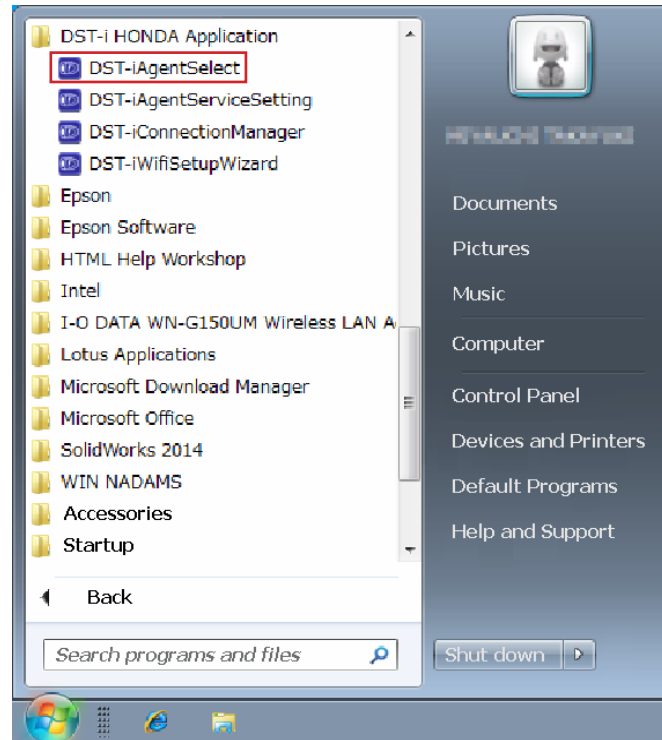 DST-i HONDA Application
DST-iAgentSelect
DST-iAgentServiceSetting
DST-iConnectionManager
DST-iWifiSetupWizard
Epson
Epson Software
HTML Help Workshop
Intel
I-O DATA WN-G150UM Wireless LAN A
Lotus Applications
Microsoft Download Manager
Microsoft Office
SolidWorks 2014
WIN NADAMS
Accessories
Startup
Back
Search programs and files
Documents
Pictures
Music
Computer
Control Panel
Devices and Printers
Default Programs
Help and Support
Shut down